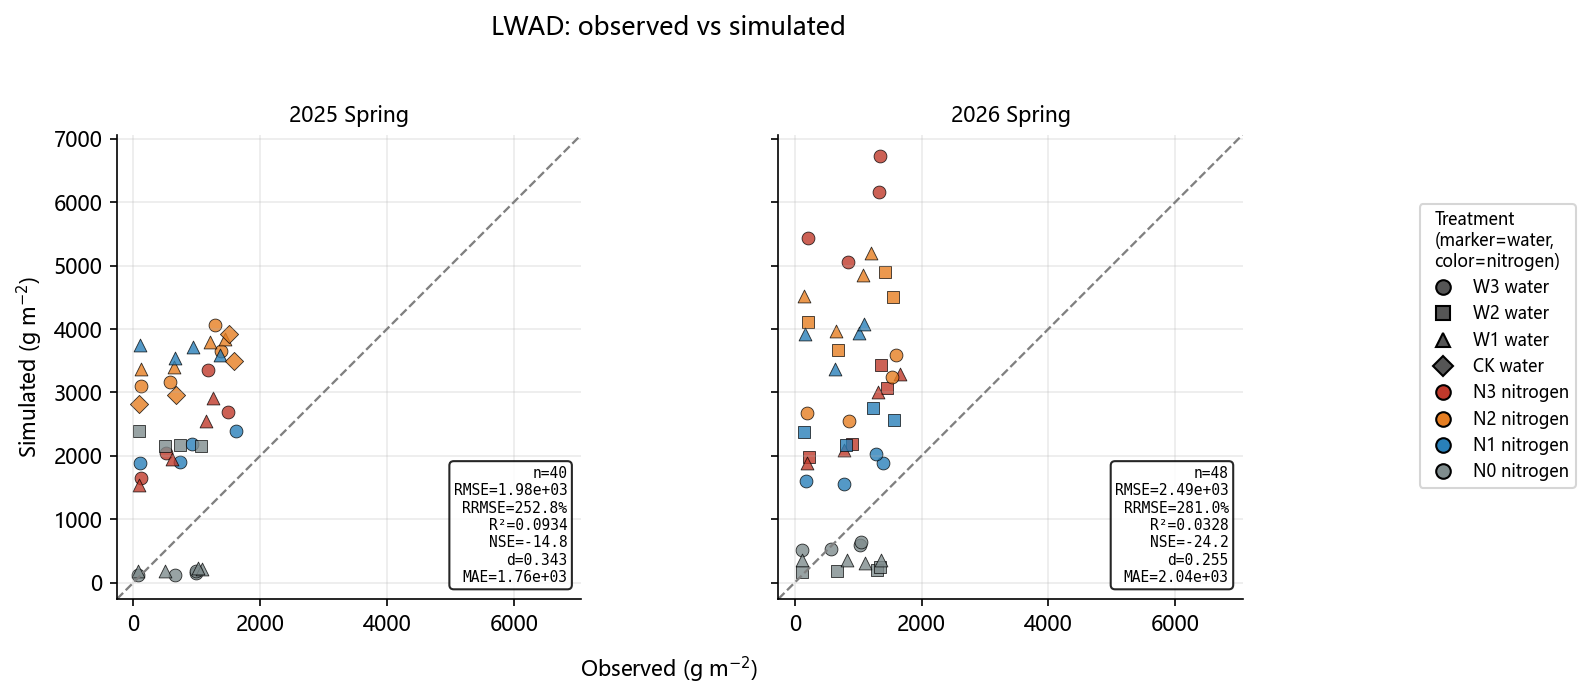 LWAD: observed vs simulated
2025 Spring
2026 Spring
7000
6000
5000
4000
3000
2000
1000
0
Simulated (g m⁻²)
n=40
RMSE=1.98e+03
RRMSE=252.8%
R²=0.0934
NSE=-14.8
d=0.343
MAE=1.76e+03
n=48
RMSE=2.49e+03
RRMSE=281.0%
R²=0.0328
NSE=-24.2
d=0.255
MAE=2.04e+03
0 2000 4000 6000
0 2000 4000 6000
Observed (g m⁻²)
Treatment
(marker=water,
color=nitrogen)
W3 water
W2 water
W1 water
CK water
N3 nitrogen
N2 nitrogen
N1 nitrogen
N0 nitrogen